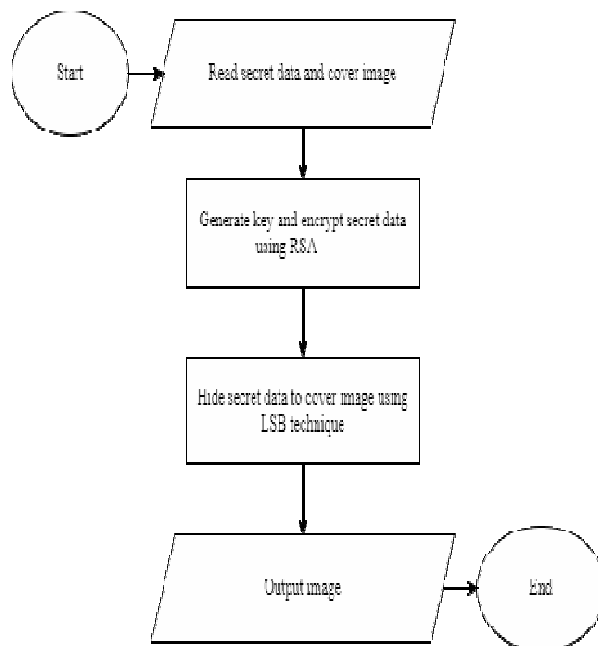 Start
Read secret data and cover image
Generate key and encrypt secret data
using RSA
Hide secret data to cover image using
LSB technique
Output image
End